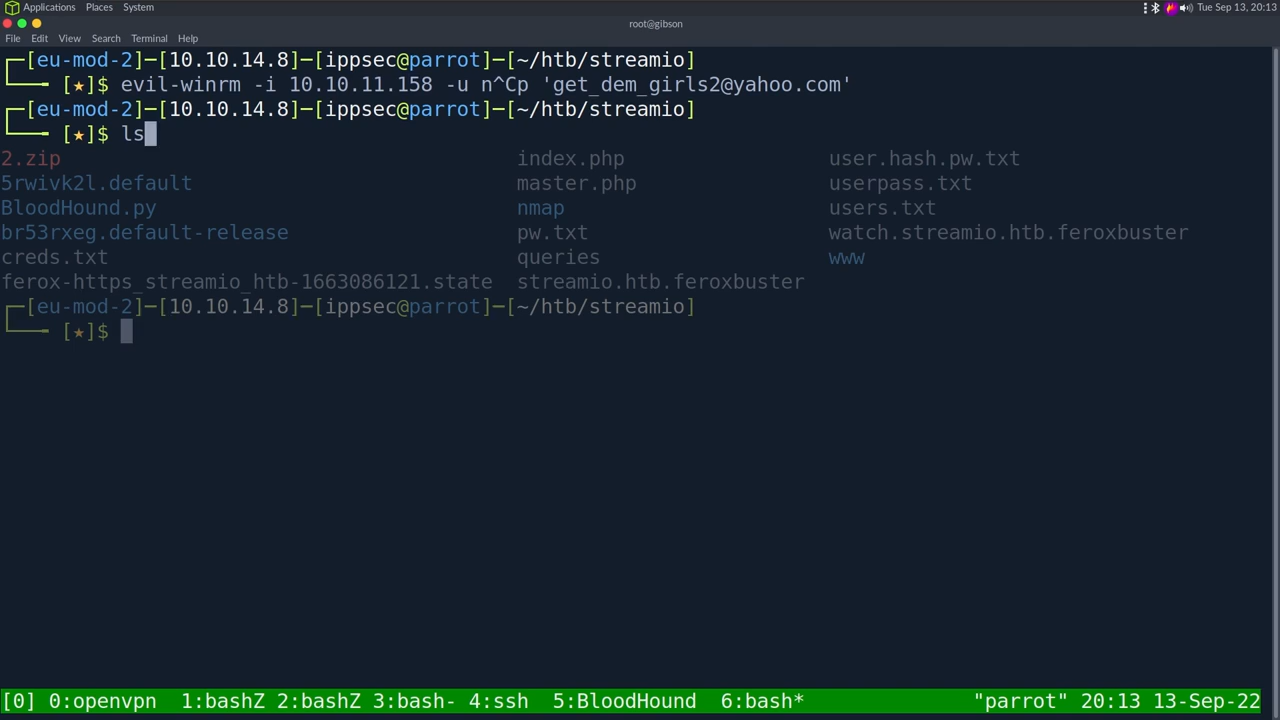 Applications Places System Tue Sep 13, 20:13
root@gibson
File Edit View Search Terminal Help
┌─[eu-mod-2]─[10.10.14.8]─[ippsec@parrot]─[~/htb/streamio]
└──╼ [★]$ evil-winrm -i 10.10.11.158 -u n^Cp 'get_dem_girls2@yahoo.com'
┌─[eu-mod-2]─[10.10.14.8]─[ippsec@parrot]─[~/htb/streamio]
└──╼ [★]$ ls
2.zip index.php user.hash.pw.txt
5rwivk2l.default master.php userpass.txt
BloodHound.py nmap users.txt
br53rxeg.default-release pw.txt watch.streamio.htb.feroxbuster
creds.txt queries www
ferox-https_streamio_htb-1663086121.state streamio.htb.feroxbuster
┌─[eu-mod-2]─[10.10.14.8]─[ippsec@parrot]─[~/htb/streamio]
└──╼ [★]$
[0] 0:openvpn 1:bashZ 2:bashZ 3:bash- 4:ssh 5:BloodHound 6:bash* "parrot" 20:13 13-Sep-22